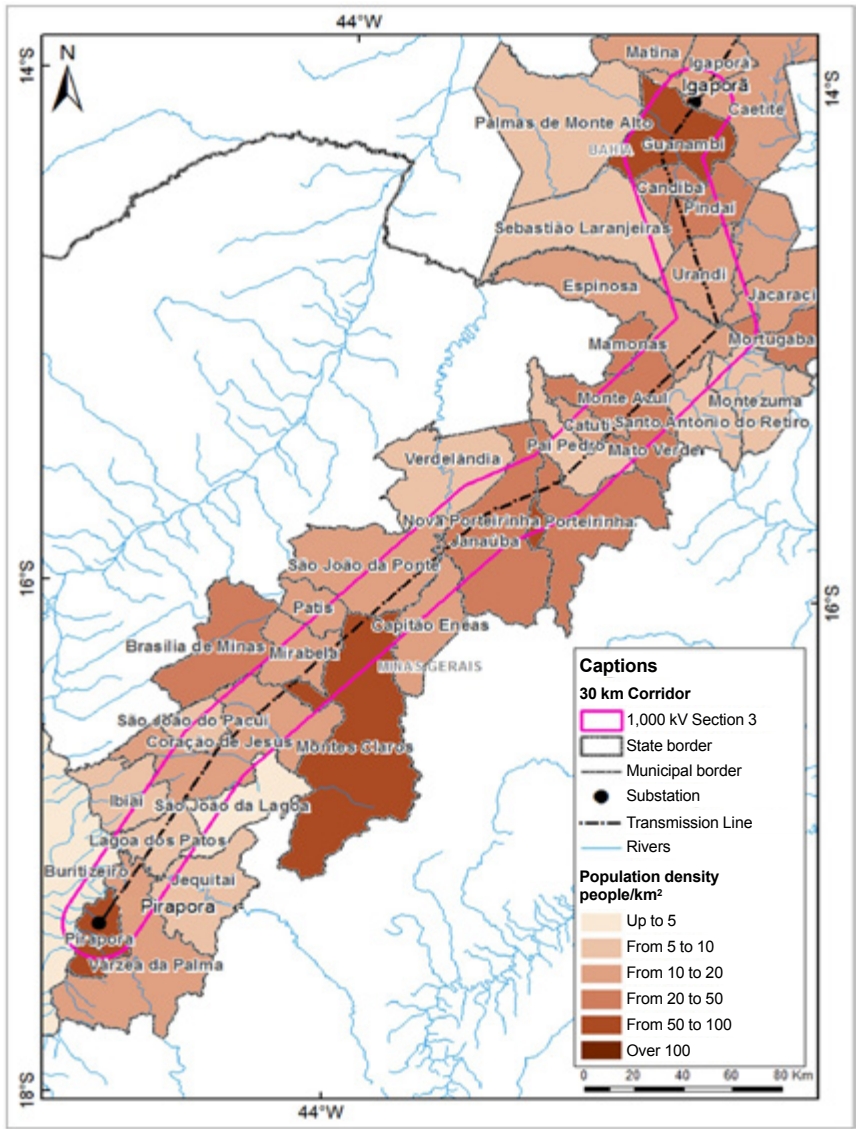 44°W
N
14°S
14°S
Matina
Igaporã
Igaporã
Caetité
Palmas de Monte Alto
Guanambi
BAHIA
Candiba
Pindaí
Sebastião Laranjeiras
Urandi
Espinosa
Jacaraci
Mortugaba
Mamonas
Monte Azul
Montezuma
Catuti
Santo Antônio do Retiro
Pai Pedro
Mato Verde
Verdelândia
Nova Porteirinha
Porteirinha
Janaúba
São João da Ponte
16°S
16°S
Patis
Capitão Enéas
Brasília de Minas
Mirabela
MINAS GERAIS
São João do Pacuí
Coração de Jesus
Montes Claros
Ibiaí
São João da Lagoa
Lagoa dos Patos
Buritizeiro
Jequitaí
Pirapora
Pirapora
Várzea da Palma
18°S
44°W
Captions
30 km Corridor
1,000 kV Section 3
State border
Municipal border
Substation
Transmission Line
Rivers
Population density
people/km²
Up to 5
From 5 to 10
From 10 to 20
From 20 to 50
From 50 to 100
Over 100
0 20 40 60 80 Km